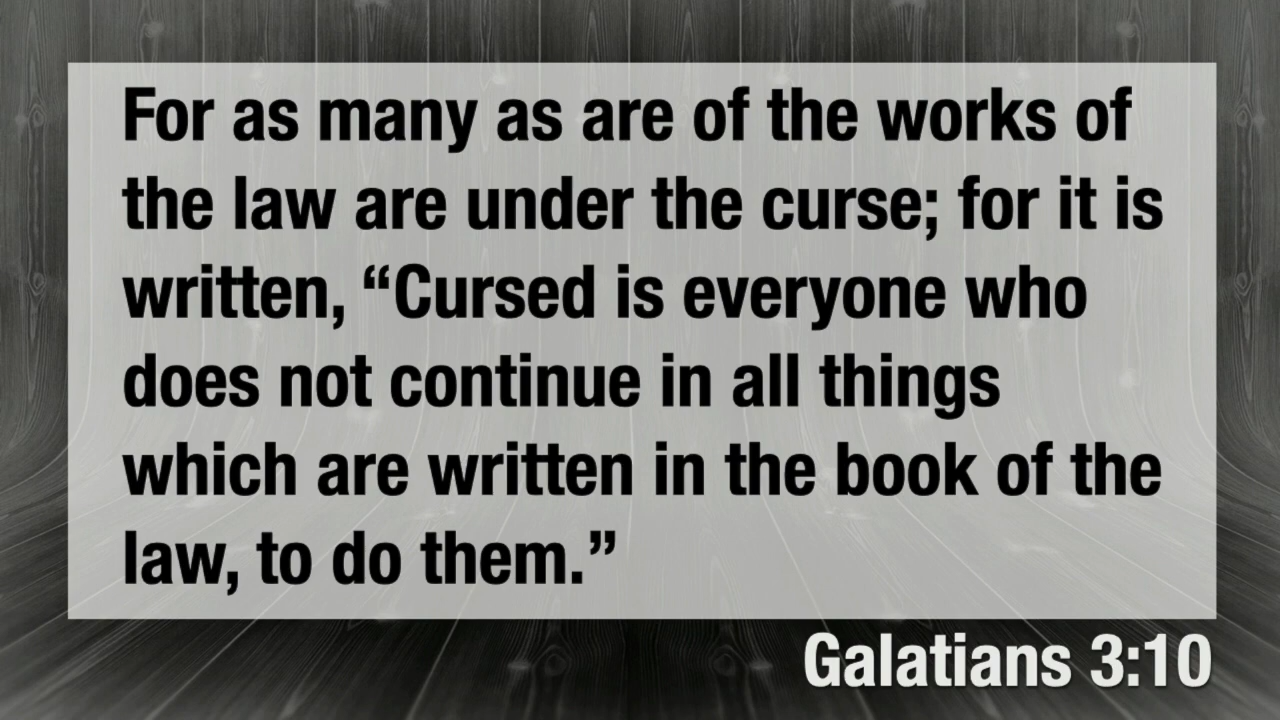 For as many as are of the works of
the law are under the curse; for it is
written, “Cursed is everyone who
does not continue in all things
which are written in the book of the
law, to do them.”
Galatians 3:10